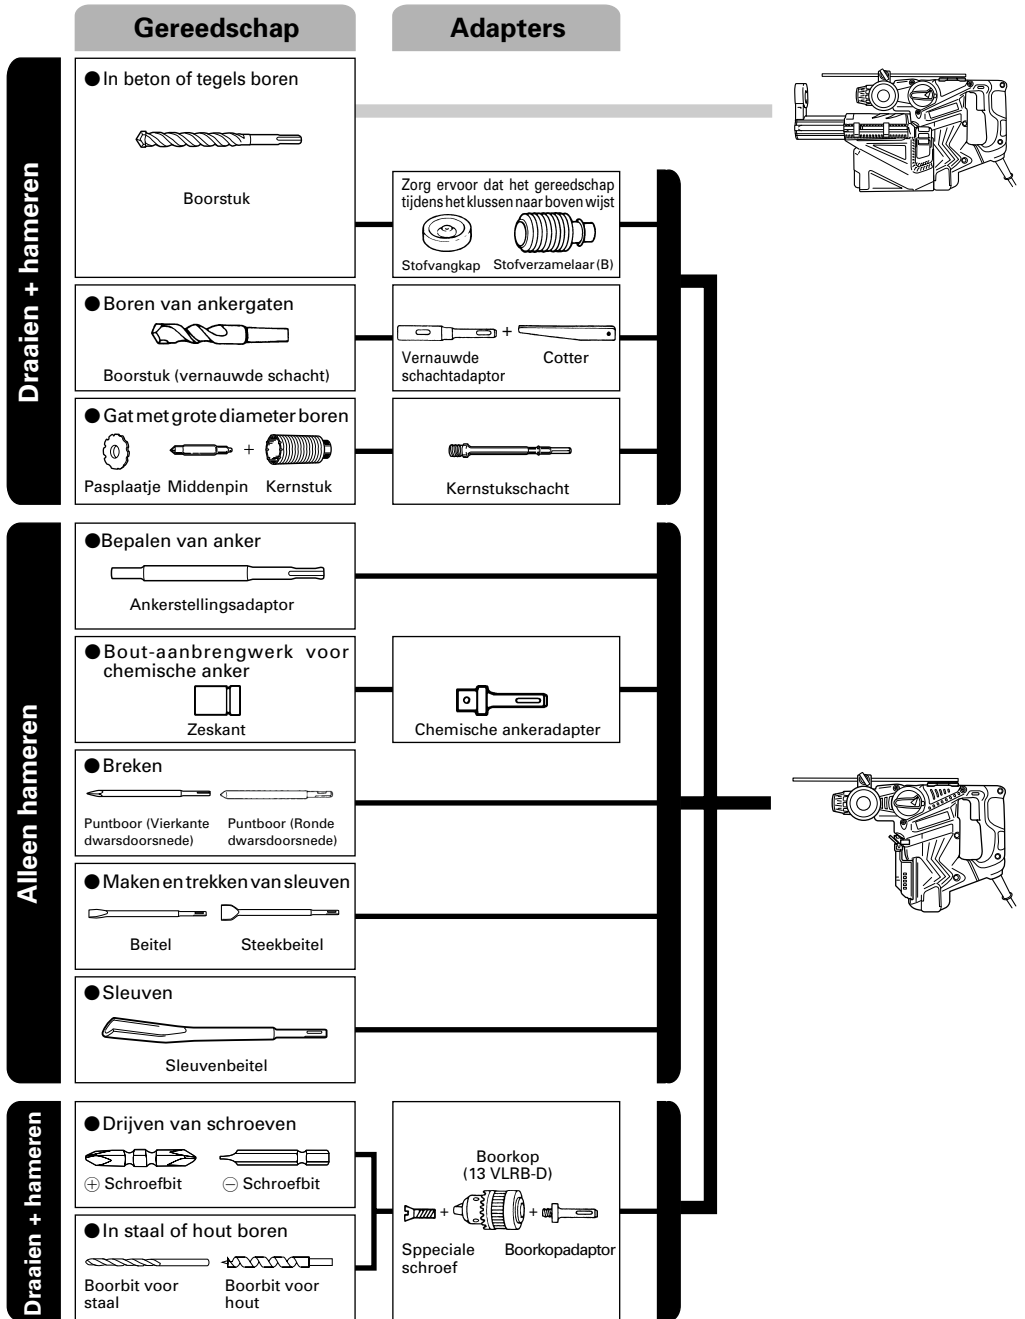 Gereedschap
Adapters
Draaien + hameren
● In beton of tegels boren
Boorstuk
Zorg ervoor dat het gereedschap
tijdens het klussen naar boven wijst
Stofvangkap Stofverzamelaar (B)
● Boren van ankergaten
Boorstuk (vernauwde schacht)
+
Vernauwde
schachtadaptor
Cotter
● Gat met grote diameter boren
+
Pasplaatje Middenpin Kernstuk
Kernstukschacht
Alleen hameren
● Bepalen van anker
Ankerstellingsadaptor
● Bout-aanbrengwerk voor
chemische anker
Zeskant
Chemische ankeradapter
● Breken
Puntboor (Vierkante
dwarsdoorsnede)
Puntboor (Ronde
dwarsdoorsnede)
● Maken en trekken van sleuven
Beitel Steekbeitel
● Sleuven
Sleuvenbeitel
Draaien + hameren
● Drijven van schroeven
⊕ Schroefbit ⊖ Schroefbit
● In staal of hout boren
Boorbit voor
staal
Boorbit voor
hout
Boorkop
(13 VLRB-D)
+ +
Sppeciale
schroef
Boorkopadaptor